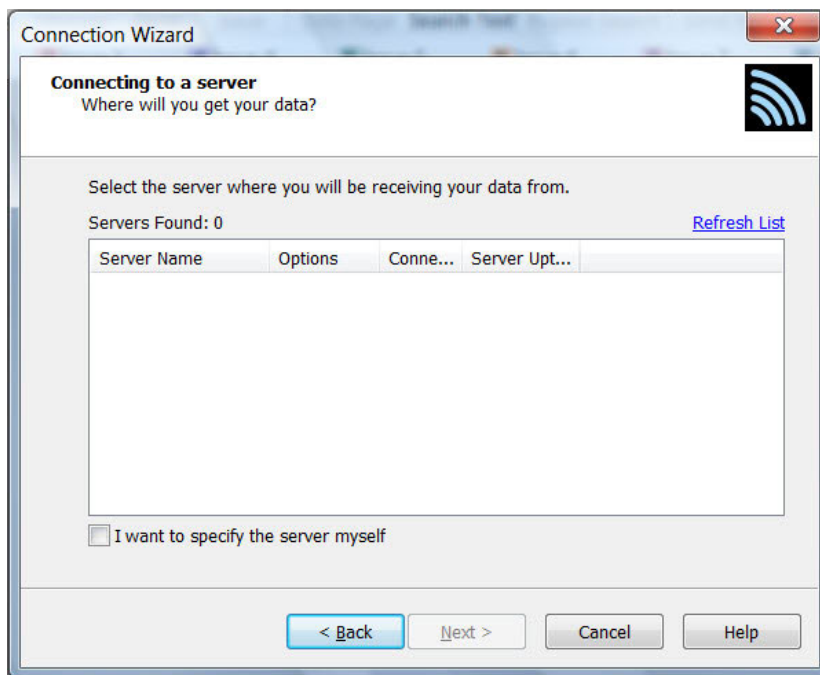 Connection Wizard
Connecting to a server
Where will you get your data?
Select the server where you will be receiving your data from.
Servers Found: 0 Refresh List
Server Name Options Conne... Server Upt...
I want to specify the server myself
< Back Next > Cancel Help